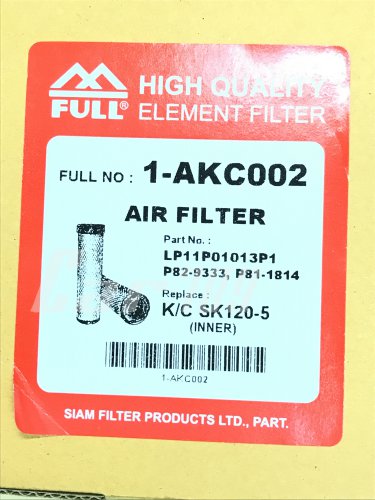 FULL®
HIGH QUALITY
ELEMENT FILTER
FULL NO : 1-AKC002
AIR FILTER
Part No. :
LP11P01013P1
P82-9333, P81-1814
Replace :
K/C SK120-5
(INNER)
1-AKC002
SIAM FILTER PRODUCTS LTD., PART.